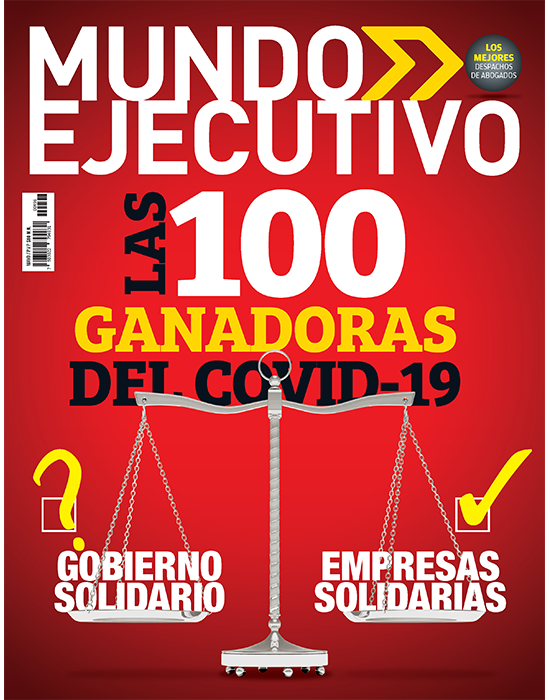 MUNDO
EJECUTIVO
LOS
MEJORES
DESPACHOS
DE ABOGADOS
LAS
100
GANADORAS
DEL COVID-19
?
GOBIERNO
SOLIDARIO
EMPRESAS
SOLIDARIAS